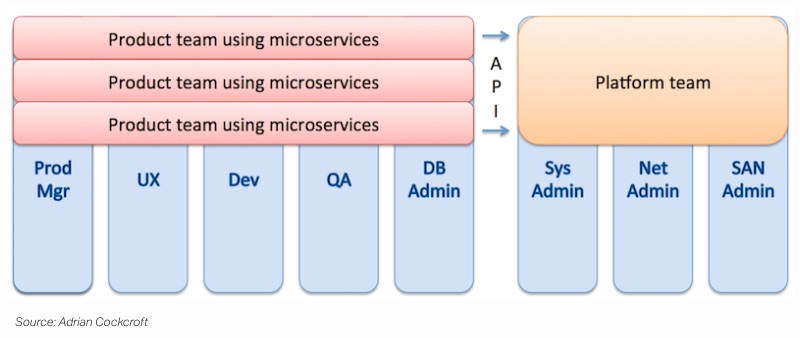 Product team using microservices
Product team using microservices
Product team using microservices
A
P
I
Platform team
Prod
Mgr
UX
Dev
QA
DB
Admin
Sys
Admin
Net
Admin
SAN
Admin
Source: Adrian Cockcroft